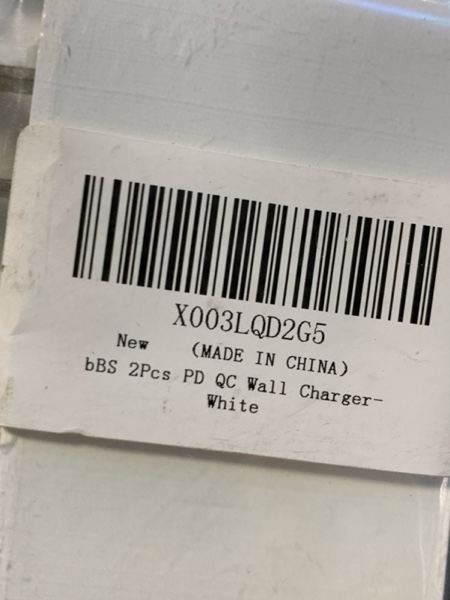 X003LQD2G5
New (MADE IN CHINA)
bBS 2Pcs PD QC Wall Charger-
White